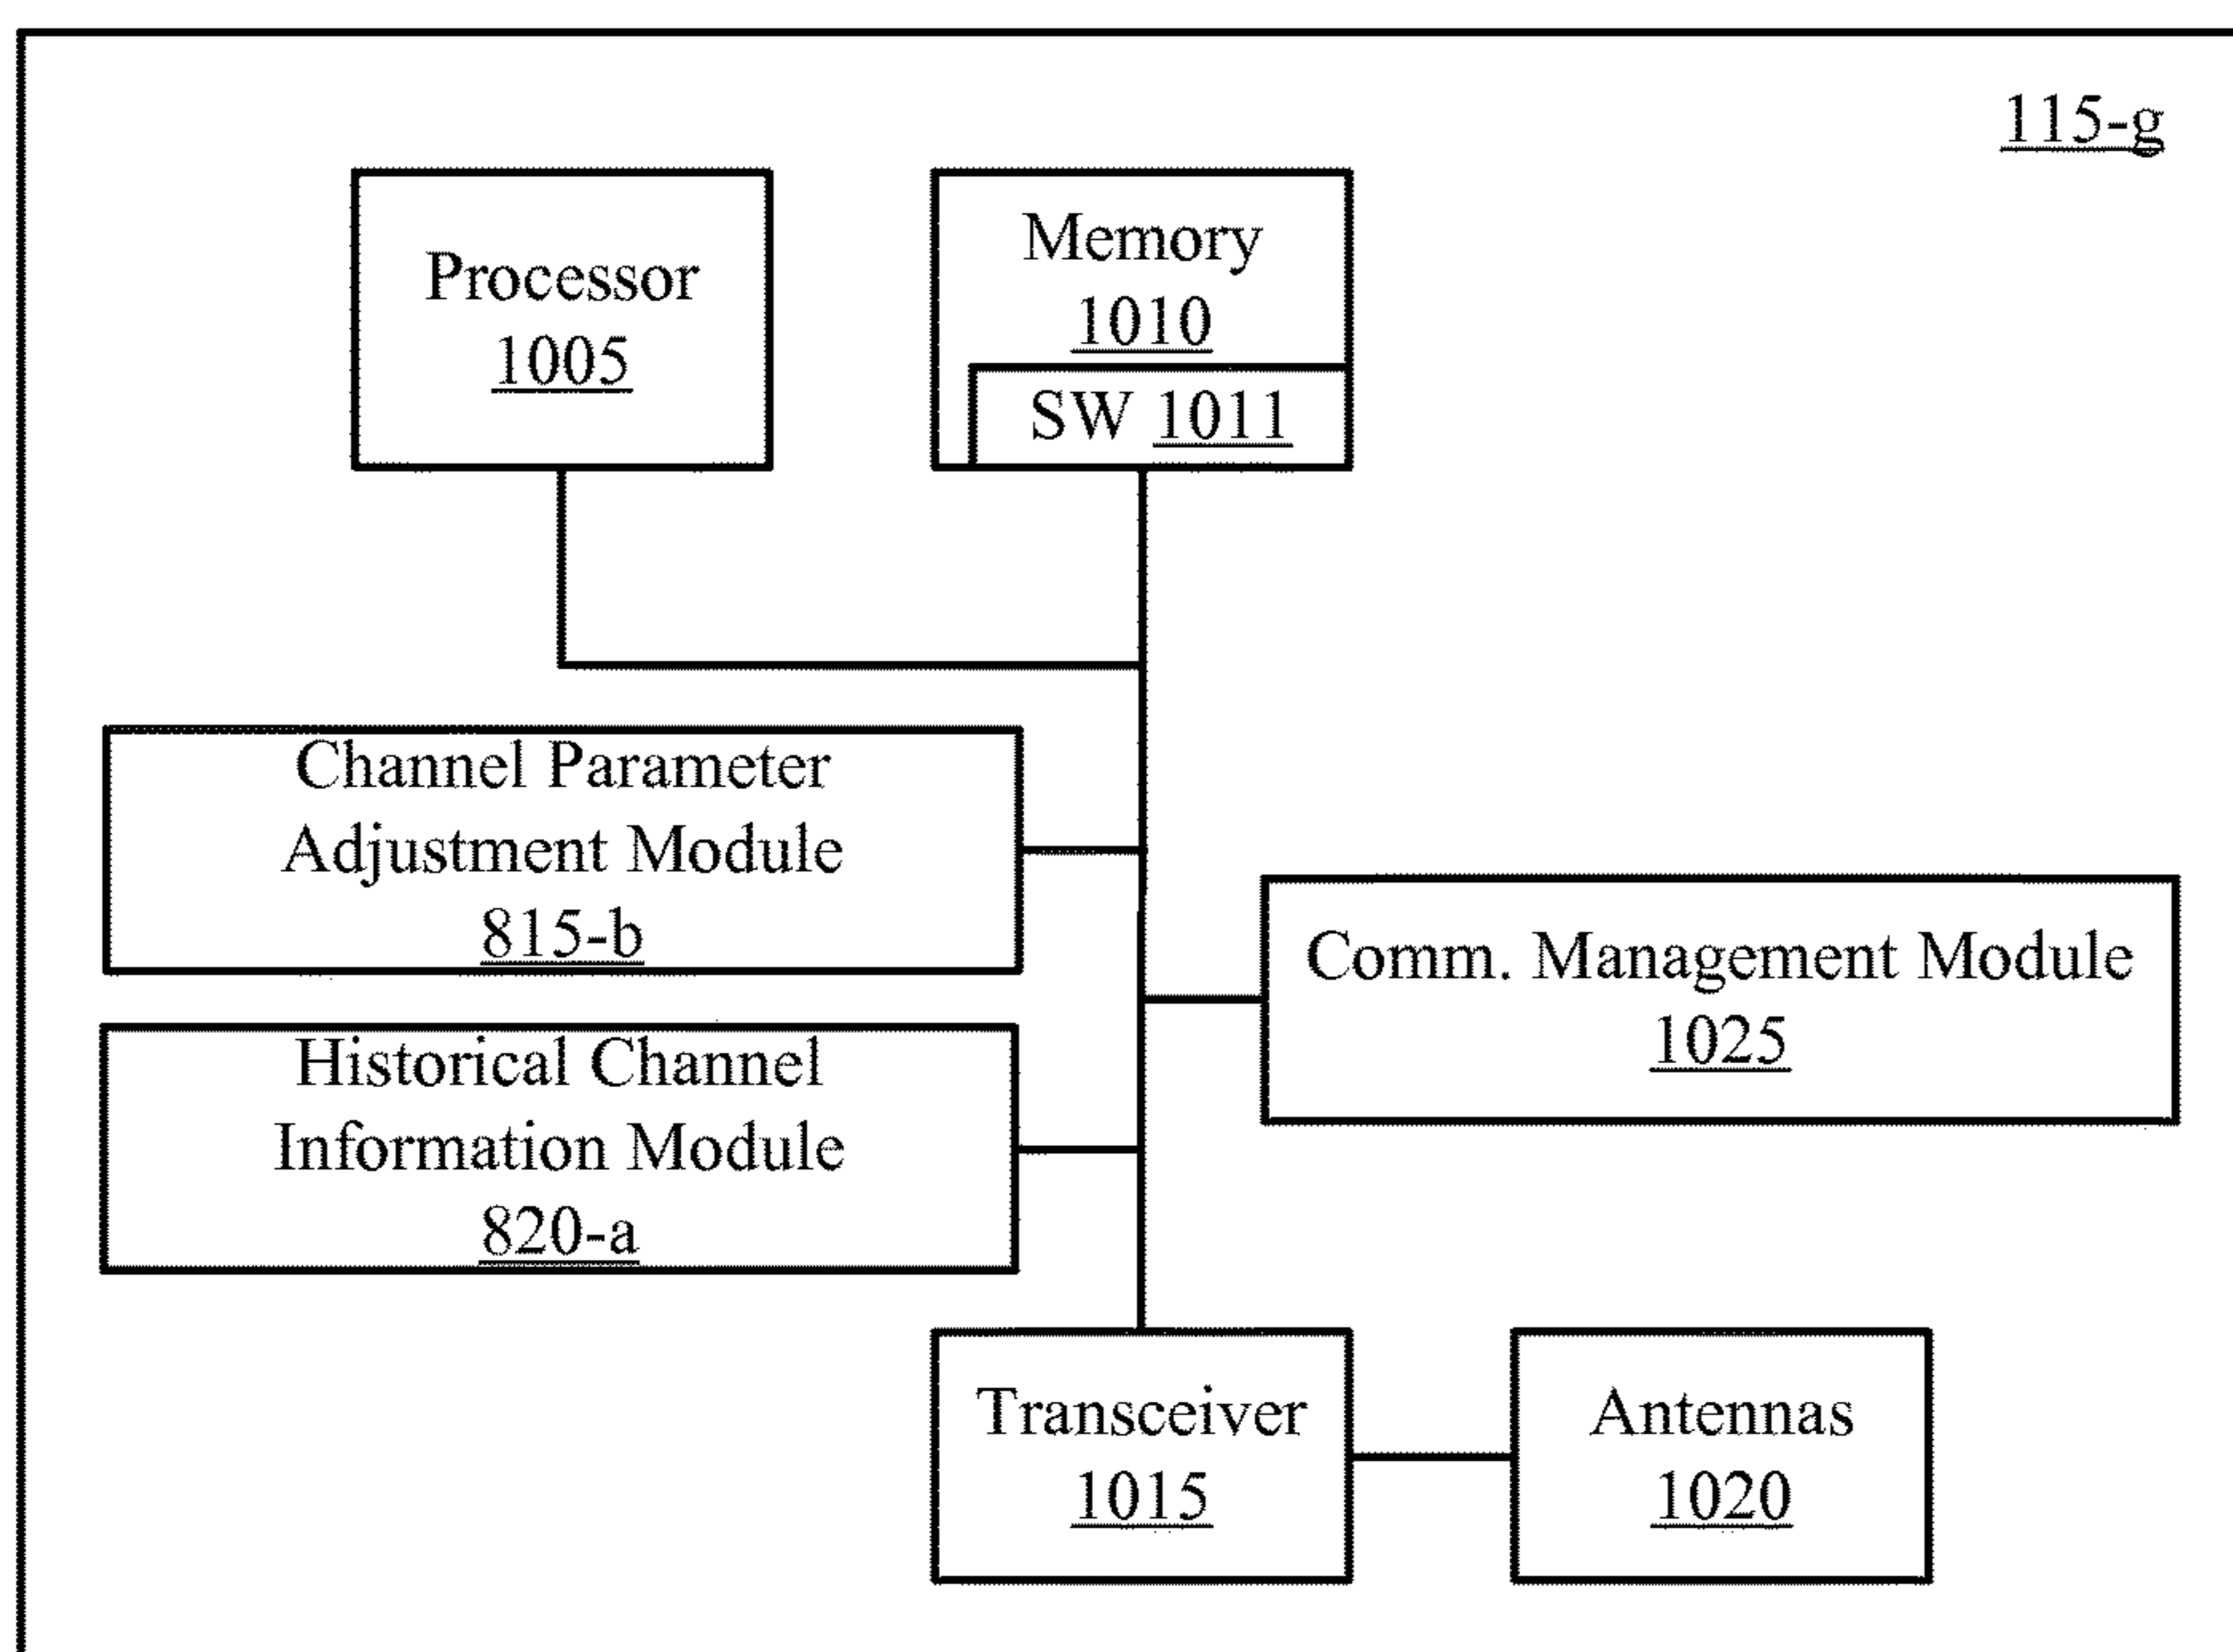 115-g
Processor
1005
Memory
1010
SW 1011
Channel Parameter
Adjustment Module
815-b
Comm. Management Module
1025
Historical Channel
Information Module
820-a
Transceiver
1015
Antennas
1020